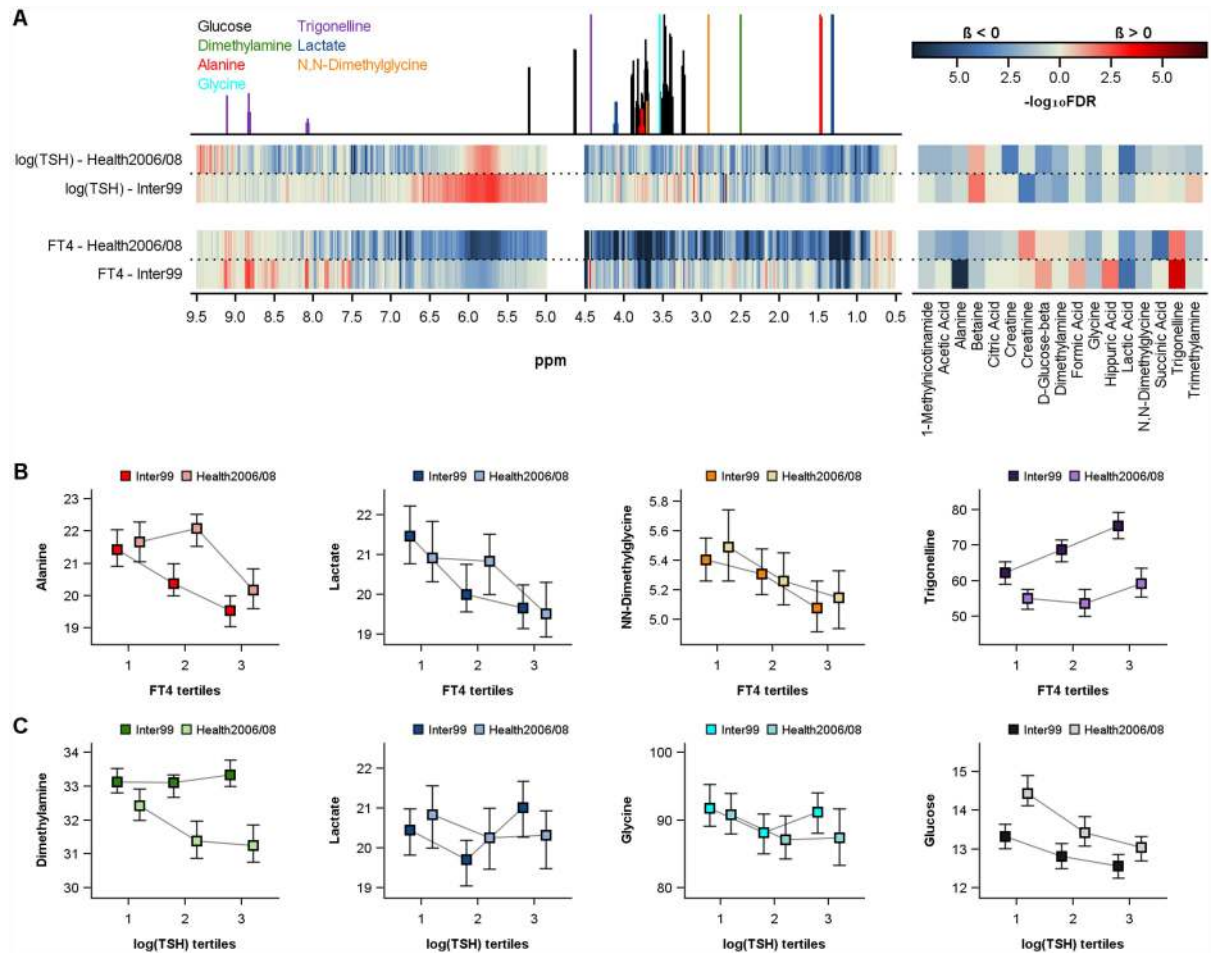 A
Glucose Trigonelline
Dimethylamine Lactate
Alanine N,N-Dimethylglycine
Glycine
ß < 0 ß > 0
5.0 2.5 0.0 2.5 5.0
-log₁₀FDR
log(TSH) - Health2006/08
log(TSH) - Inter99
FT4 - Health2006/08
FT4 - Inter99
9.5 9.0 8.5 8.0 7.5 7.0 6.5 6.0 5.5 5.0 4.5 4.0 3.5 3.0 2.5 2.0 1.5 1.0 0.5
ppm
1-Methylnicotinamide
Acetic Acid
Alanine
Betaine
Citric Acid
Creatine
Creatinine
D-Glucose-beta
Dimethylamine
Formic Acid
Glycine
Hippuric Acid
Lactic Acid
N,N-Dimethylglycine
Succinic Acid
Trigonelline
Trimethylamine
B
Inter99 Health2006/08
Alanine
23
22
21
20
19
1 2 3
FT4 tertiles
Inter99 Health2006/08
Lactate
22
21
20
19
1 2 3
FT4 tertiles
Inter99 Health2006/08
NN-Dimethylglycine
5.8
5.6
5.4
5.2
5.0
1 2 3
FT4 tertiles
Inter99 Health2006/08
Trigonelline
80
70
60
50
1 2 3
FT4 tertiles
C
Inter99 Health2006/08
Dimethylamine
34
33
32
31
30
1 2 3
log(TSH) tertiles
Inter99 Health2006/08
Lactate
22
21
20
19
1 2 3
log(TSH) tertiles
Inter99 Health2006/08
Glycine
100
90
80
1 2 3
log(TSH) tertiles
Inter99 Health2006/08
Glucose
15
14
13
12
1 2 3
log(TSH) tertiles